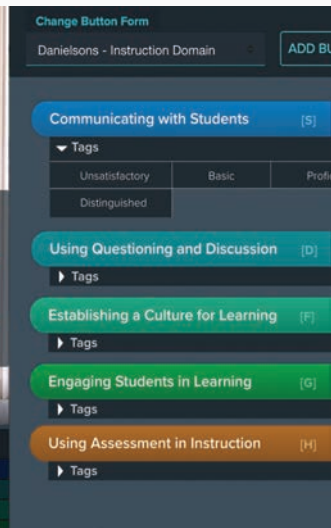 Change Button Form
Danielsons - Instruction Domain ADD BU
Communicating with Students [S]
Tags
Unsatisfactory Basic Profi
Distinguished
Using Questioning and Discussion [D]
Tags
Establishing a Culture for Learning [F]
Tags
Engaging Students in Learning [G]
Tags
Using Assessment in Instruction [H]
Tags